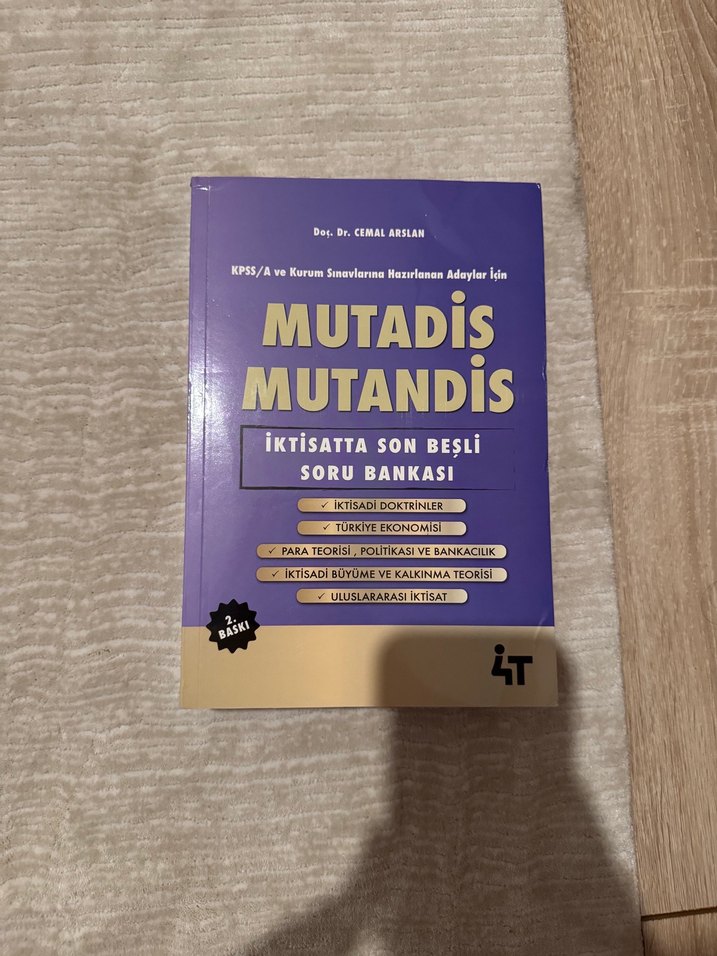 Doç. Dr. CEMAL ARSLAN
KPSS/A ve Kurum Sınavlarına Hazırlanan Adaylar İçin
MUTADİS
MUTANDİS
İKTİSATTA SON BEŞLİ
SORU BANKASI
✓ İKTİSADİ DOKTRİNLER
✓ TÜRKİYE EKONOMİSİ
✓ PARA TEORİSİ , POLİTİKASI VE BANKACILIK
✓ İKTİSADİ BÜYÜME VE KALKINMA TEORİSİ
✓ ULUSLARARASI İKTİSAT
2.
BASKI
4T